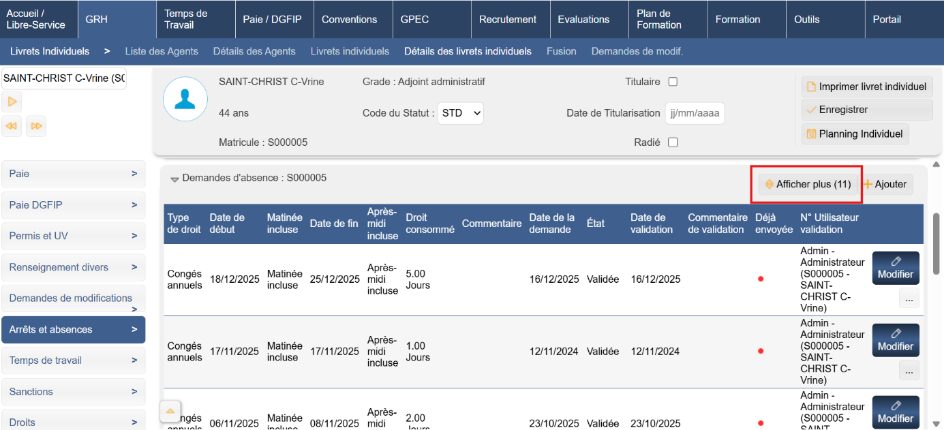 Accueil / Libre-Service
GRH
Temps de Travail
Paie / DGFIP
Conventions
GPEC
Recrutement
Evaluations
Plan de Formation
Formation
Outils
Portail
Livrets Individuels > Liste des Agents Détails des Agents Livrets individuels Détails des livrets individuels Fusion Demandes de modif.
SAINT-CHRIST C-Vrine (S0
SAINT-CHRIST C-Vrine
Grade : Adjoint administratif
Titulaire
44 ans
Code du Statut : STD
Date de Titularisation jj/mm/aaaa
Matricule : S000005
Radié
Imprimer livret individuel
Enregistrer
Planning Individuel
Paie >
Paie DGFIP >
Permis et UV >
Renseignement divers >
Demandes de modifications >
Arrêts et absences >
Temps de travail >
Sanctions >
Droits >
Demandes d'absence : S000005
Afficher plus (11)
+ Ajouter
Type de droit
Date de début
Matinée incluse
Date de fin
Après-midi incluse
Droit consommé
Commentaire
Date de la demande
État
Date de validation
Commentaire de validation
Déjà envoyée
N° Utilisateur validation
Congés annuels
18/12/2025
Matinée incluse
25/12/2025
Après-midi incluse
5.00 Jours
16/12/2025
Validée
16/12/2025
Admin - Administrateur (S000005 - SAINT-CHRIST C-Vrine)
Modifier
...
Congés annuels
17/11/2025
Matinée incluse
17/11/2025
Après-midi incluse
1.00 Jours
12/11/2024
Validée
12/11/2024
Admin - Administrateur (S000005 - SAINT-CHRIST C-Vrine)
Modifier
...
06/11/2025
Matinée incluse
08/11/2025
Après-midi
2.00 Jours
23/10/2025
Validée
23/10/2025
Admin - Administrateur (S000005 - SAINT
Modifier